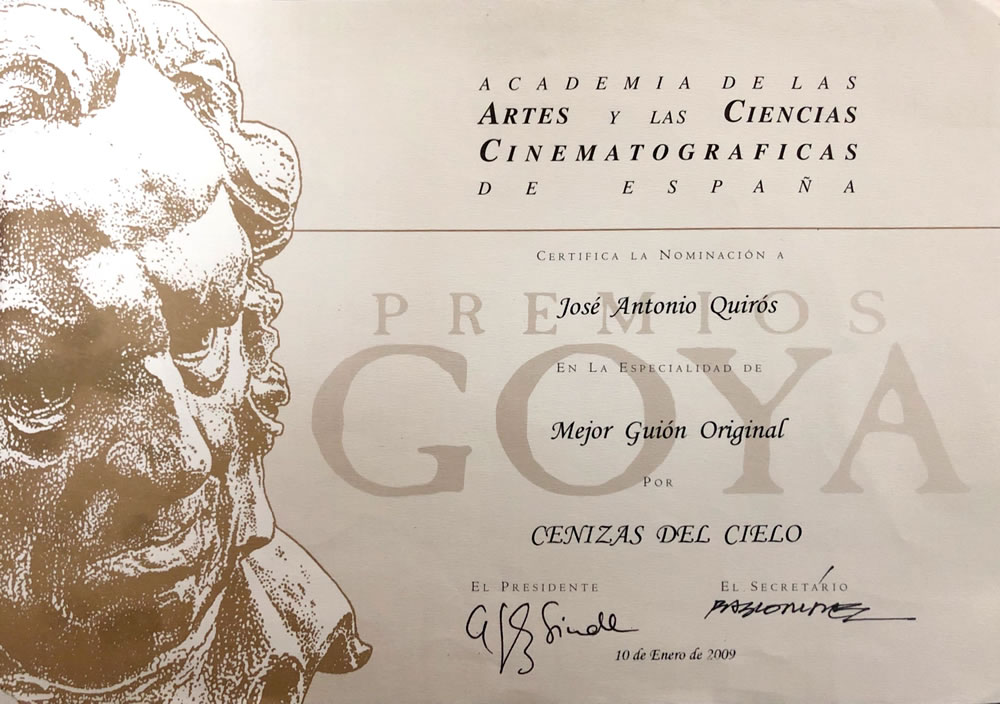 ACADEMIA DE LAS
ARTES Y LAS CIENCIAS
CINEMATOGRAFICAS
DE ESPAÑA
CERTIFICA LA NOMINACIÓN A
PREMIOS
José Antonio Quirós
GOYA
EN LA ESPECIALIDAD DE
Mejor Guión Original
POR
CENIZAS DEL CIELO
EL PRESIDENTE
EL SECRETARIO
10 de Enero de 2009